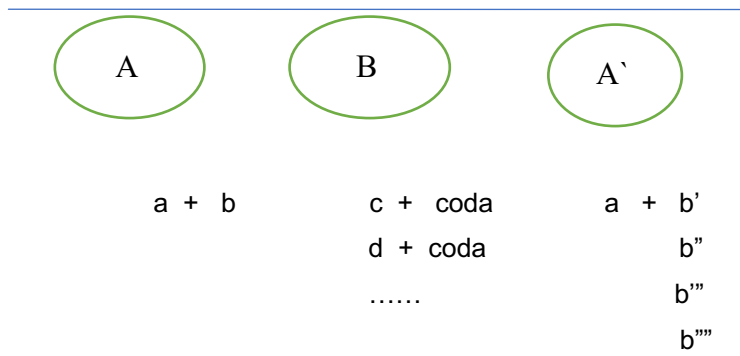 A B A`
a + b c + coda a + b'
d + coda b”
…… b’”
b””